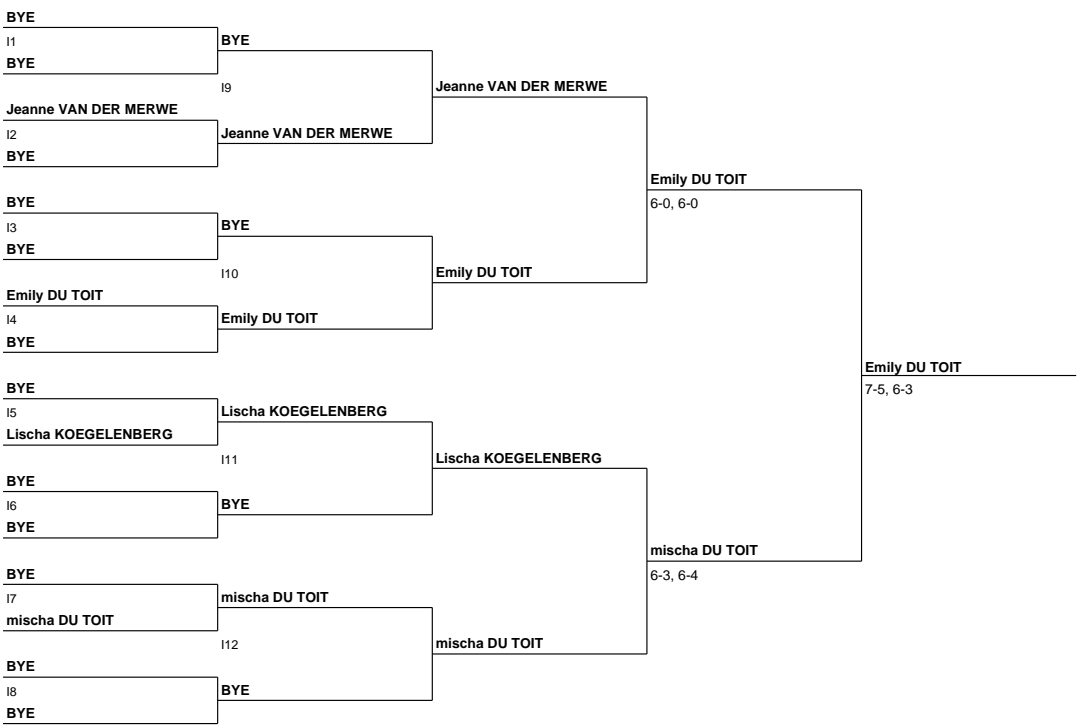 BYE
I1
BYE
BYE
I9
Jeanne VAN DER MERWE
Jeanne VAN DER MERWE
I2
BYE
Jeanne VAN DER MERWE
Emily DU TOIT
6-0, 6-0
BYE
I3
BYE
BYE
I10
Emily DU TOIT
Emily DU TOIT
I4
BYE
Emily DU TOIT
Emily DU TOIT
7-5, 6-3
BYE
I5
Lischa KOEGELENBERG
Lischa KOEGELENBERG
I11
Lischa KOEGELENBERG
BYE
I6
BYE
BYE
mischa DU TOIT
6-3, 6-4
BYE
I7
mischa DU TOIT
mischa DU TOIT
I12
mischa DU TOIT
BYE
I8
BYE
BYE